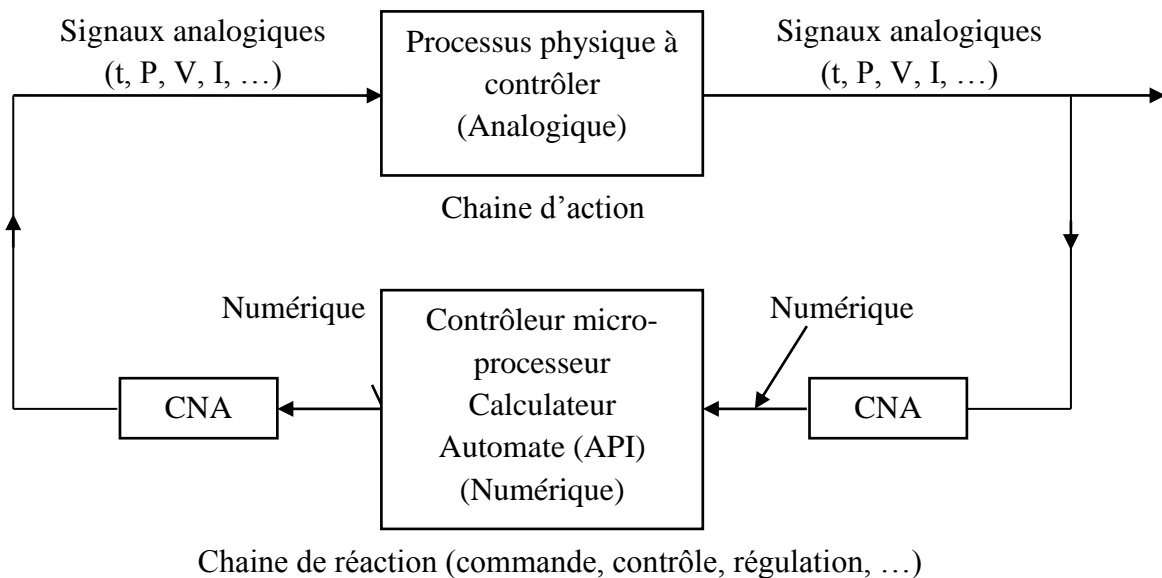 Signaux analogiques
(t, P, V, I, …)
Processus physique à
contrôler
(Analogique)
Signaux analogiques
(t, P, V, I, …)
Chaine d’action
Numérique
Contrôleur micro-
processeur
Calculateur
Automate (API)
(Numérique)
Numérique
CNA
CNA
Chaine de réaction (commande, contrôle, régulation, …)